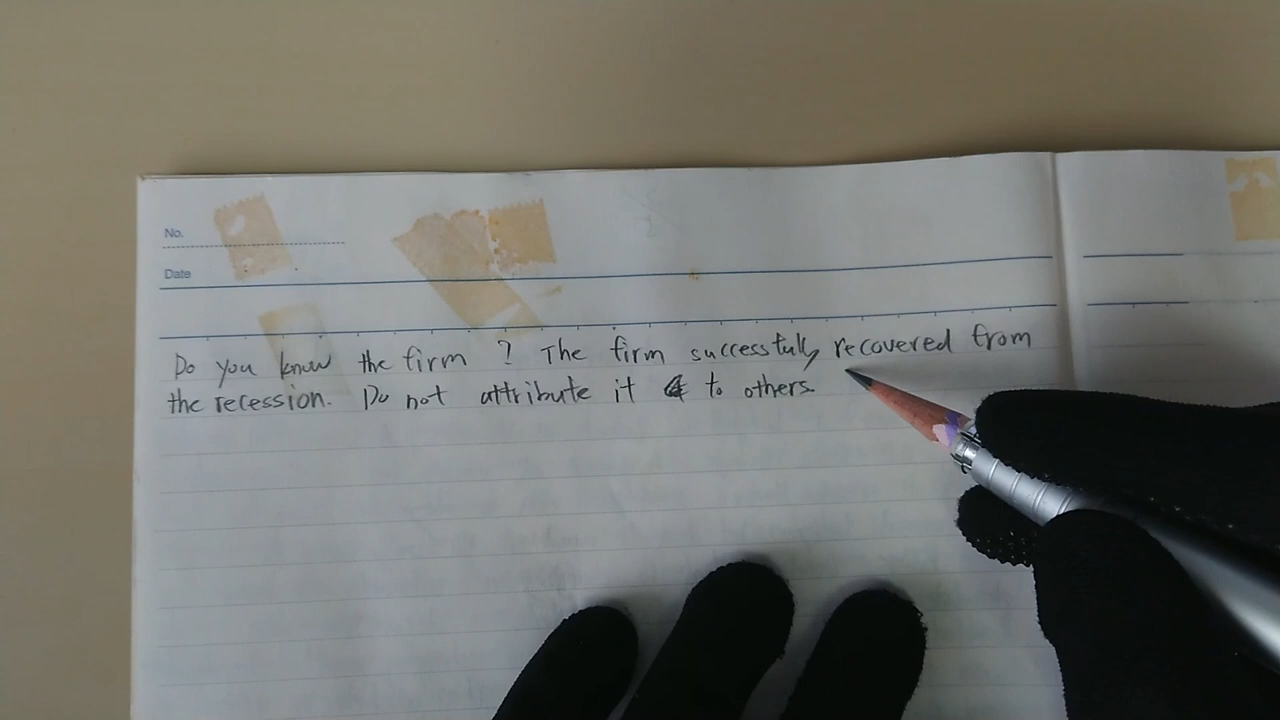 No.
Date
Do you know the firm ? The firm successfully recovered from
the recession. Do not attribute it to others.